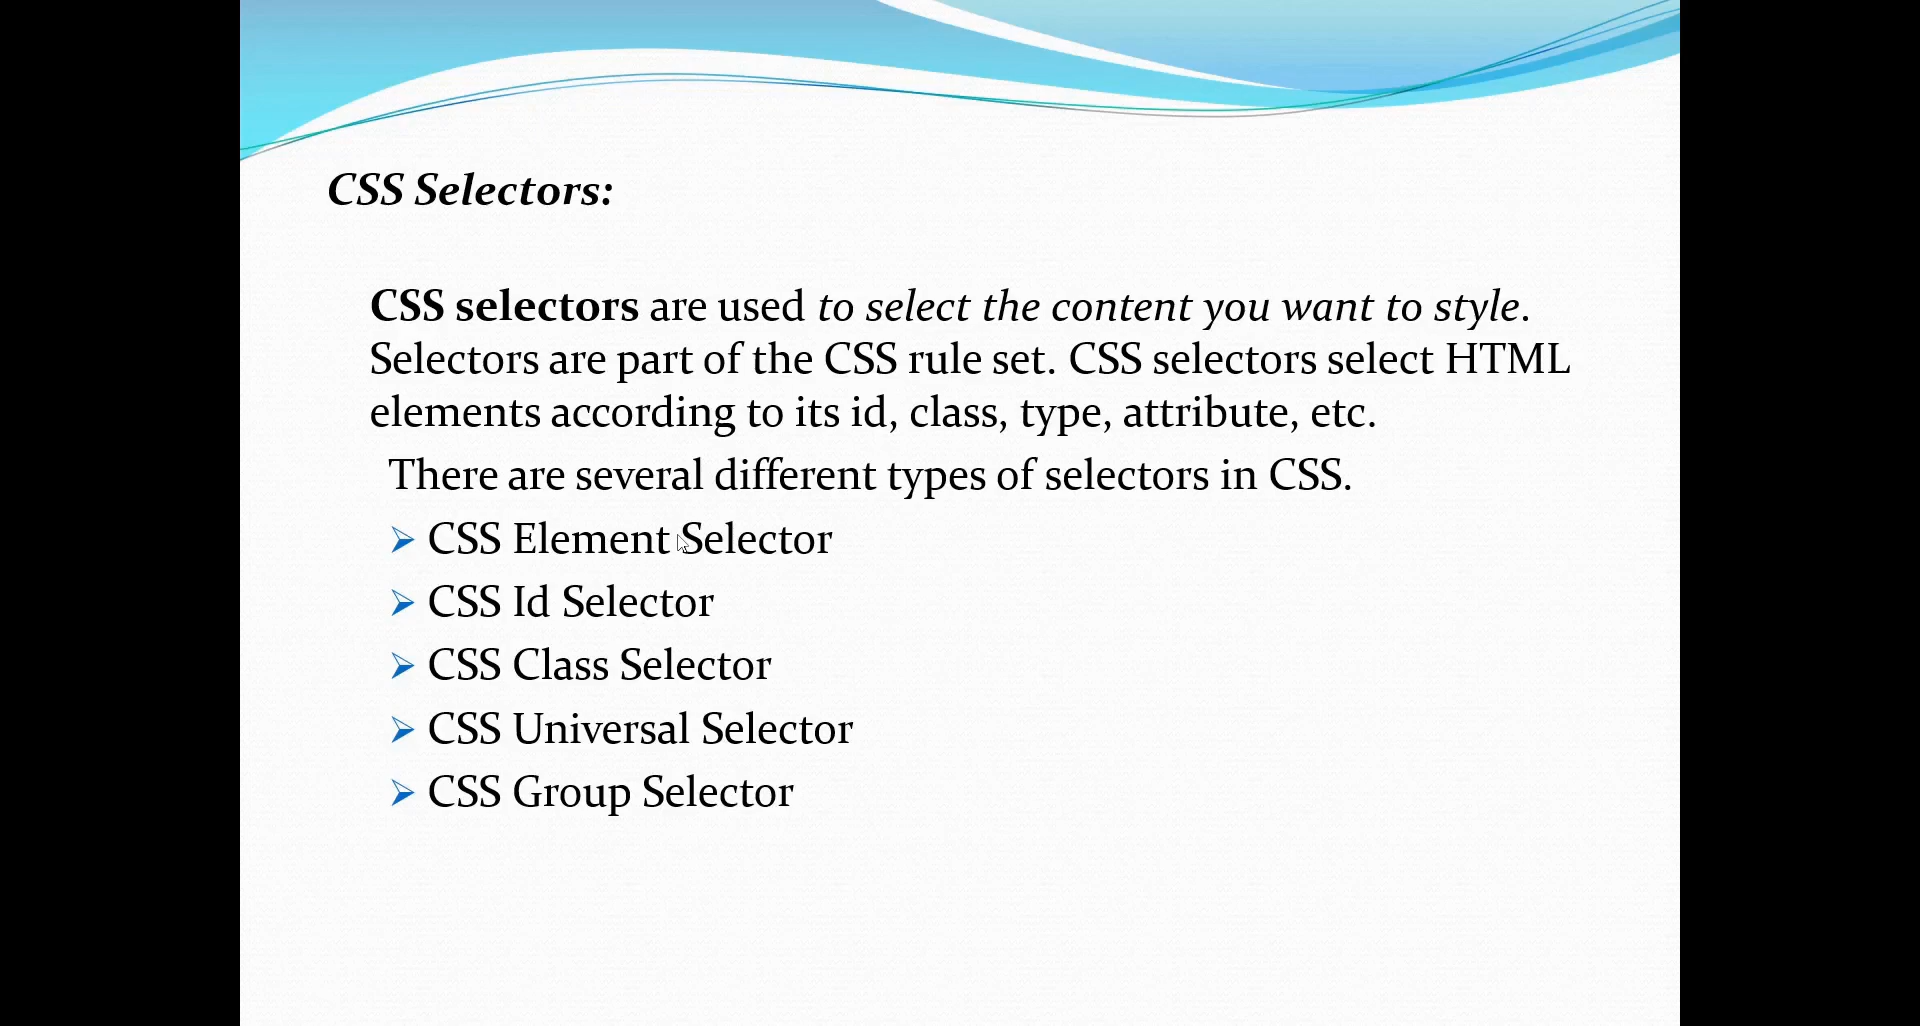 CSS Selectors:
CSS selectors are used to select the content you want to style.
Selectors are part of the CSS rule set. CSS selectors select HTML
elements according to its id, class, type, attribute, etc.
There are several different types of selectors in CSS.
CSS Element Selector
CSS Id Selector
CSS Class Selector
CSS Universal Selector
CSS Group Selector